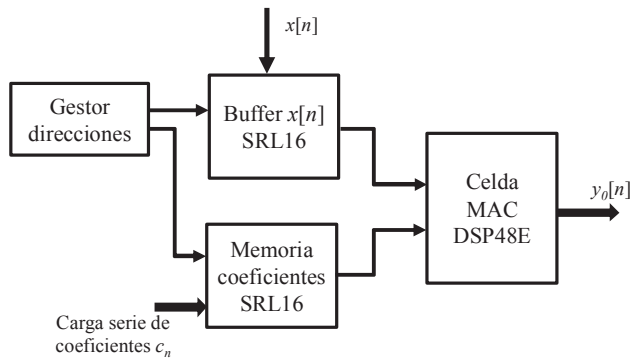 x[n]
Gestor
direcciones
Buffer x[n]
SRL16
Celda
MAC
DSP48E
y₀[n]
Memoria
coeficientes
SRL16
Carga serie de
coeficientes cₙ